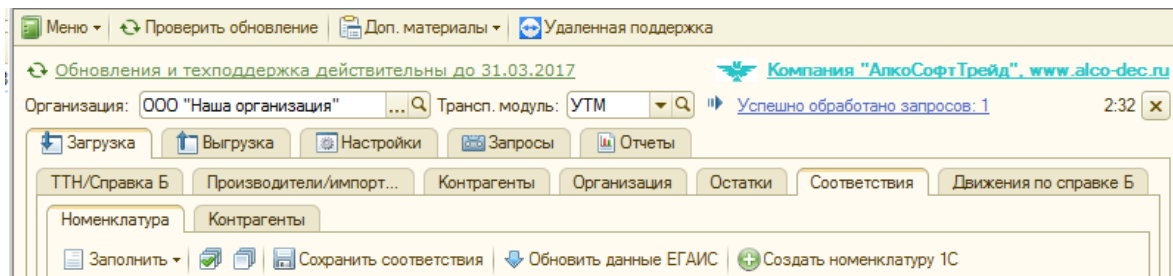 Меню Проверить обновление Доп. материалы Удаленная поддержка
Обновления и техподдержка действительны до 31.03.2017 Компания "АлкоСофтТрейд", www.alco-dec.ru
Организация: ООО "Наша организация" ... Трансп. модуль: УТМ Успешно обработано запросов: 1 2:32
Загрузка Выгрузка Настройки Запросы Отчеты
ТТН/Справка Б Производители/импорт... Контрагенты Организация Остатки Соответствия Движения по справке Б
Номенклатура Контрагенты
Заполнить Сохранить соответствия Обновить данные ЕГАИС Создать номенклатуру 1С